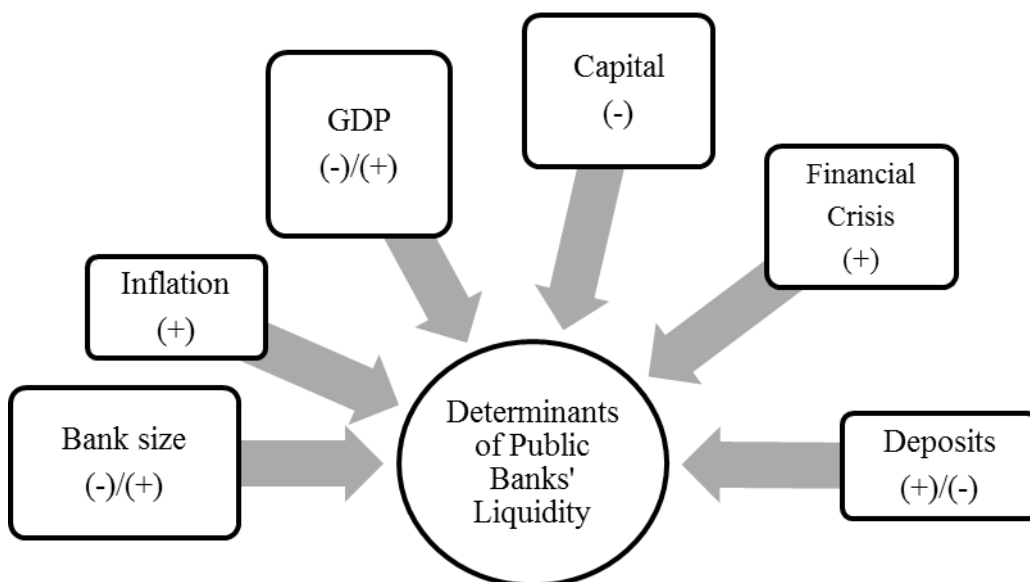 Capital
(-)
GDP
(-)/(+)
Financial
Crisis
(+)
Inflation
(+)
Bank size
(-)/(+)
Determinants
of Public
Banks'
Liquidity
Deposits
(+)/(-)